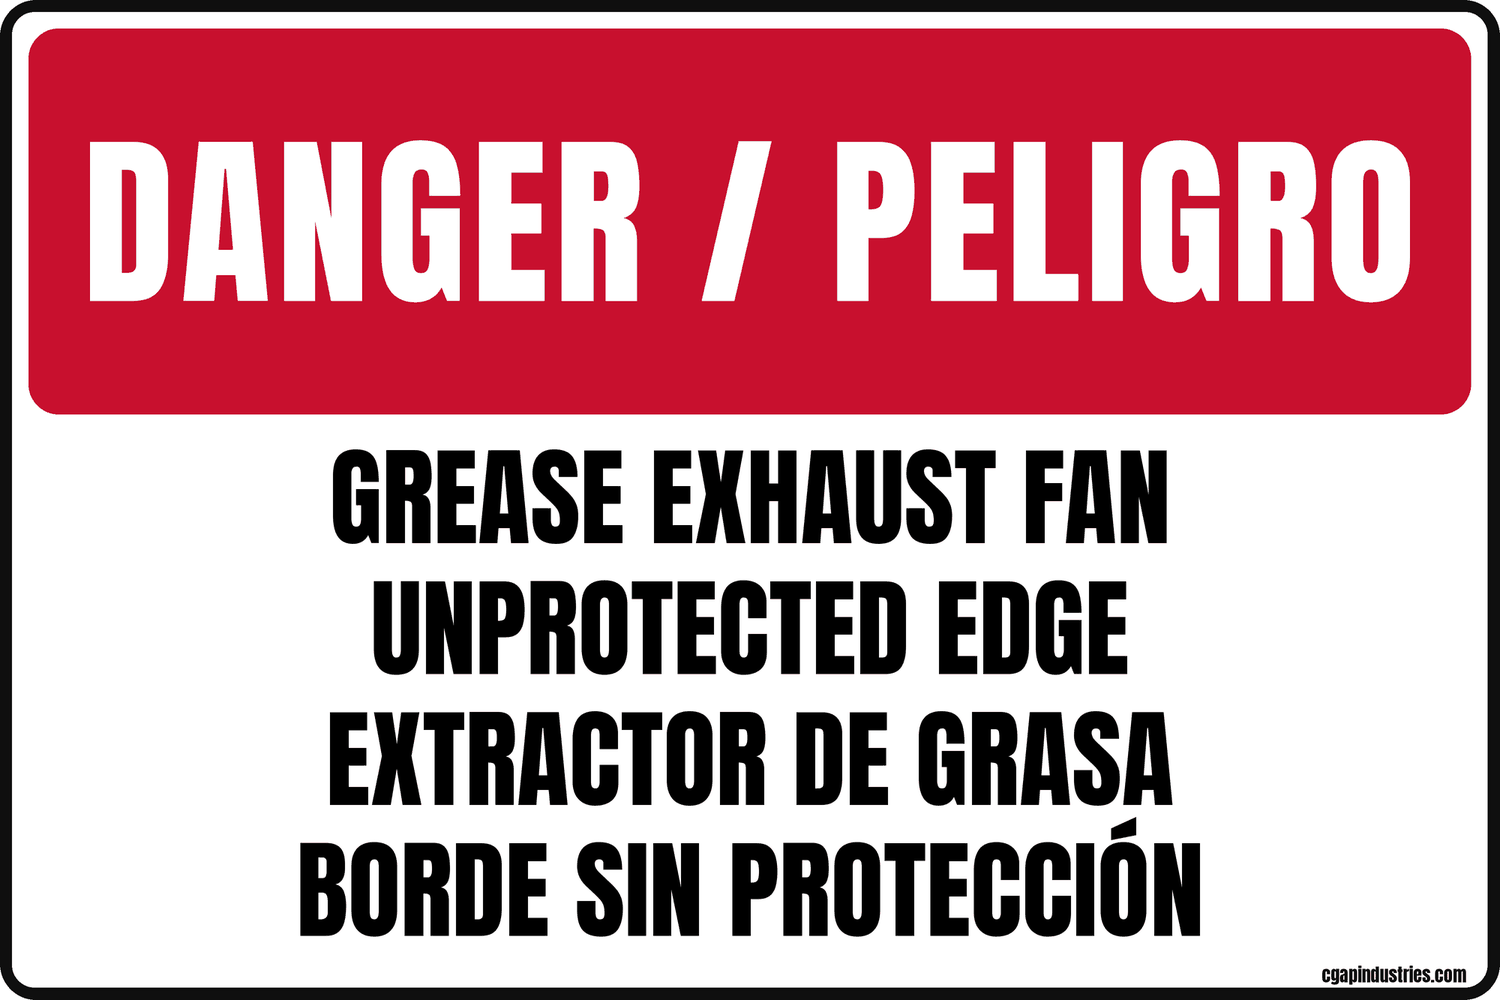 DANGER / PELIGRO
GREASE EXHAUST FAN
UNPROTECTED EDGE
EXTRACTOR DE GRASA
BORDE SIN PROTECCIÓN
cgapindustries.com